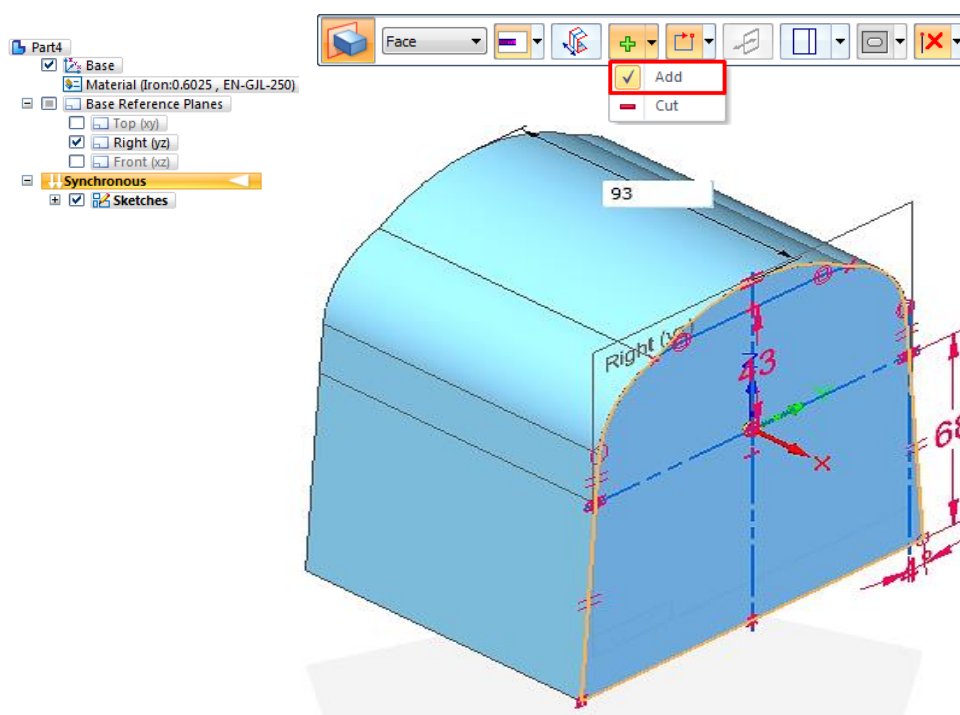 Part4
Base
Material (Iron:0.6025 , EN-GJL-250)
Base Reference Planes
Top (xy)
Right (yz)
Front (xz)
Synchronous
Sketches
Face
Add
Cut
93
Right
43
X
68